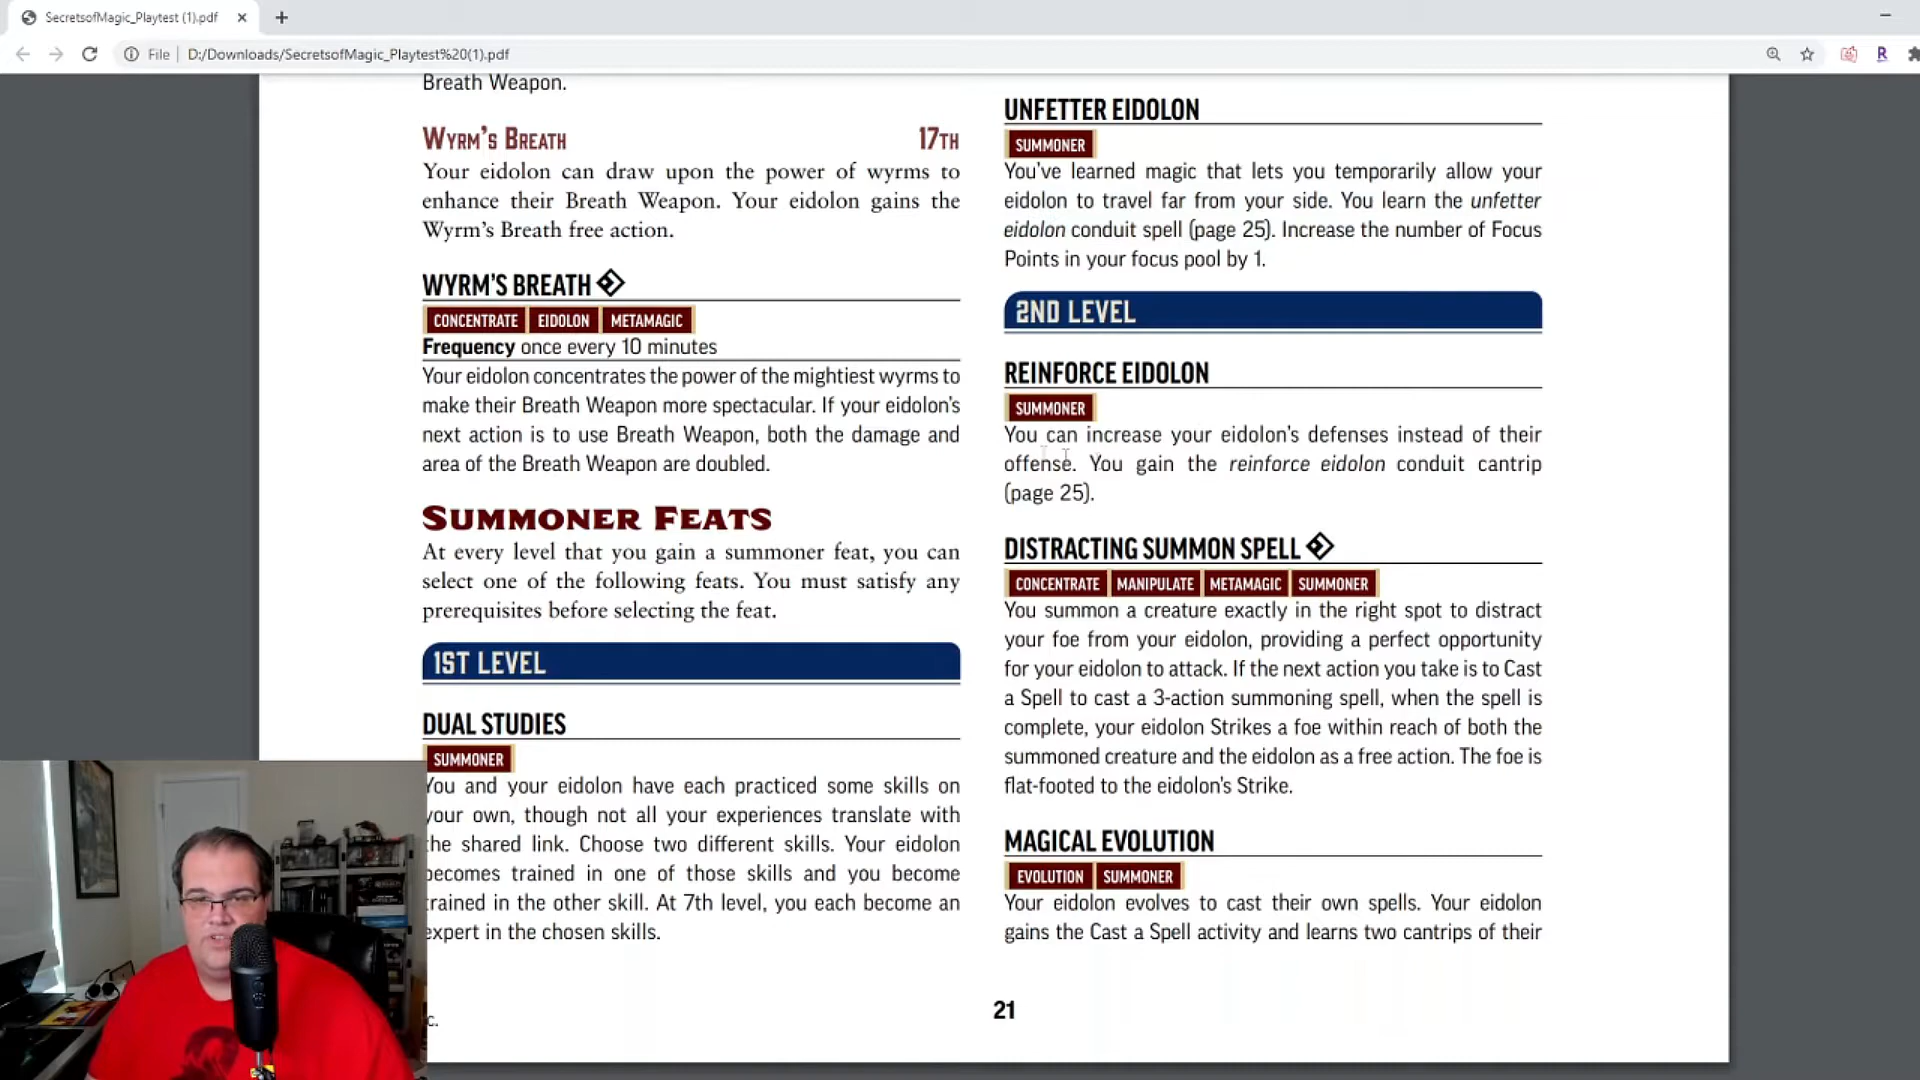 SecretsofMagic_Playtest (1).pdf
File | D:/Downloads/SecretsofMagic_Playtest%20(1).pdf
R
Breath Weapon.
WYRM'S BREATH 17TH
Your eidolon can draw upon the power of wyrms to
enhance their Breath Weapon. Your eidolon gains the
Wyrm's Breath free action.
WYRM'S BREATH
CONCENTRATE EIDOLON METAMAGIC
Frequency once every 10 minutes
Your eidolon concentrates the power of the mightiest wyrms to
make their Breath Weapon more spectacular. If your eidolon's
next action is to use Breath Weapon, both the damage and
area of the Breath Weapon are doubled.
SUMMONER FEATS
At every level that you gain a summoner feat, you can
select one of the following feats. You must satisfy any
prerequisites before selecting the feat.
1ST LEVEL
DUAL STUDIES
SUMMONER
You and your eidolon have each practiced some skills on
your own, though not all your experiences translate with
the shared link. Choose two different skills. Your eidolon
becomes trained in one of those skills and you become
trained in the other skill. At 7th level, you each become an
expert in the chosen skills.
c.
UNFETTER EIDOLON
SUMMONER
You've learned magic that lets you temporarily allow your
eidolon to travel far from your side. You learn the unfetter
eidolon conduit spell (page 25). Increase the number of Focus
Points in your focus pool by 1.
2ND LEVEL
REINFORCE EIDOLON
SUMMONER
You can increase your eidolon's defenses instead of their
offense. You gain the reinforce eidolon conduit cantrip
(page 25).
DISTRACTING SUMMON SPELL
CONCENTRATE MANIPULATE METAMAGIC SUMMONER
You summon a creature exactly in the right spot to distract
your foe from your eidolon, providing a perfect opportunity
for your eidolon to attack. If the next action you take is to Cast
a Spell to cast a 3-action summoning spell, when the spell is
complete, your eidolon Strikes a foe within reach of both the
summoned creature and the eidolon as a free action. The foe is
flat-footed to the eidolon's Strike.
MAGICAL EVOLUTION
EVOLUTION SUMMONER
Your eidolon evolves to cast their own spells. Your eidolon
gains the Cast a Spell activity and learns two cantrips of their
21